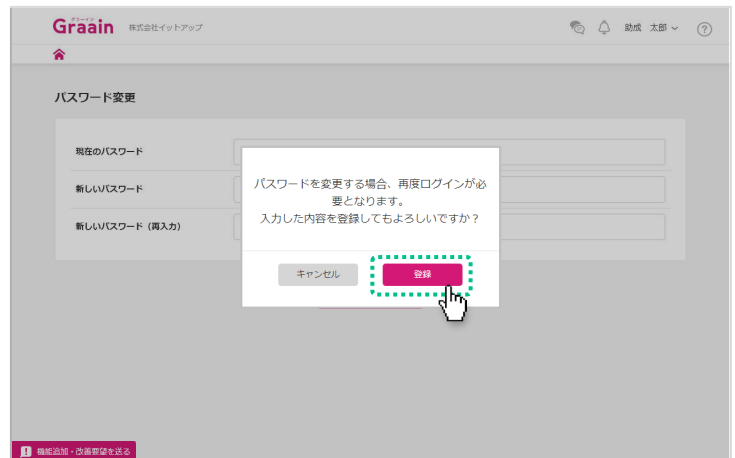 グラーイン
Graain 株式会社イットアップ 助成 太郎
パスワード変更
現在のパスワード
新しいパスワード
新しいパスワード (再入力)
パスワードを変更する場合、再度ログインが必
要となります。
入力した内容を登録してもよろしいですか？
キャンセル 登録
機能追加・改善要望を送る